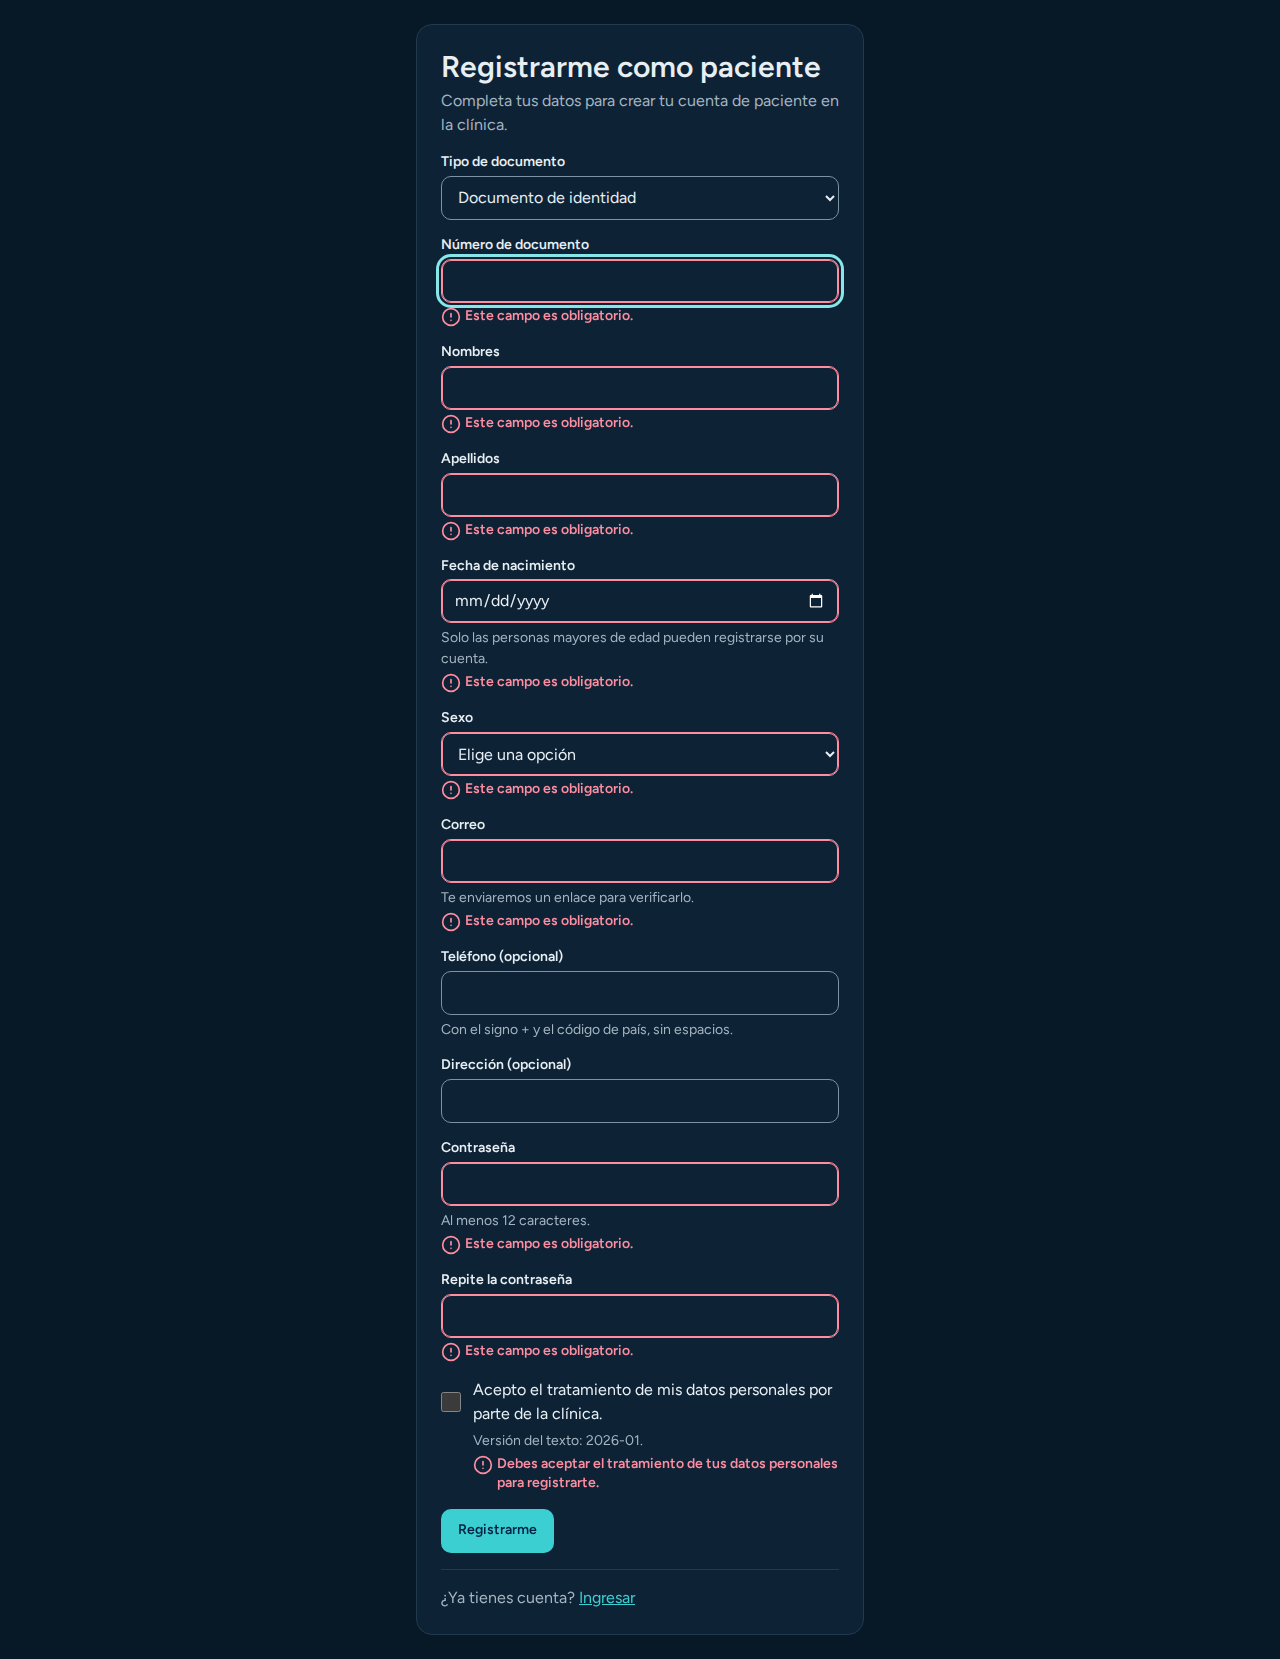 Registrarme como paciente
Completa tus datos para crear tu cuenta de paciente en
la clínica.
Tipo de documento
Documento de identidad
Número de documento
Este campo es obligatorio.
Nombres
Este campo es obligatorio.
Apellidos
Este campo es obligatorio.
Fecha de nacimiento
mm/dd/yyyy
Solo las personas mayores de edad pueden registrarse por su
cuenta.
Este campo es obligatorio.
Sexo
Elige una opción
Este campo es obligatorio.
Correo
Te enviaremos un enlace para verificarlo.
Este campo es obligatorio.
Teléfono (opcional)
Con el signo + y el código de país, sin espacios.
Dirección (opcional)
Contraseña
Al menos 12 caracteres.
Este campo es obligatorio.
Repite la contraseña
Este campo es obligatorio.
Acepto el tratamiento de mis datos personales por
parte de la clínica.
Versión del texto: 2026-01.
Debes aceptar el tratamiento de tus datos personales
para registrarte.
Registrarme
¿Ya tienes cuenta? Ingresar